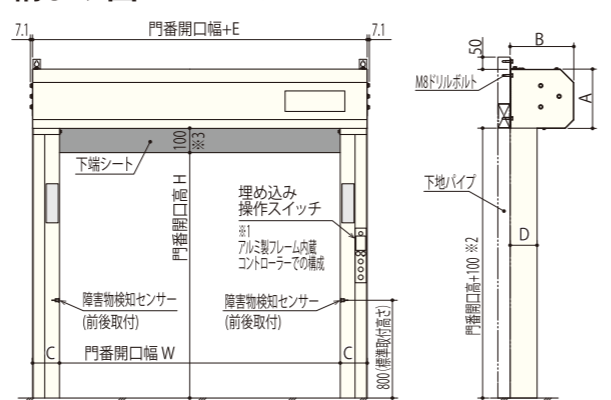 7.1
門番開口幅+E
7.1
50
B
M8ドリルボルト
A
100
※3
下端シート
門番開口高 H
埋め込み
操作スイッチ
※1
アルミ製フレーム内蔵
コントローラーでの構成
下地パイプ
D
門番開口高+100 ※2
障害物検知センサー
(前後取付)
障害物検知センサー
(前後取付)
800(標準取付高さ)
C
門番開口幅 W
C